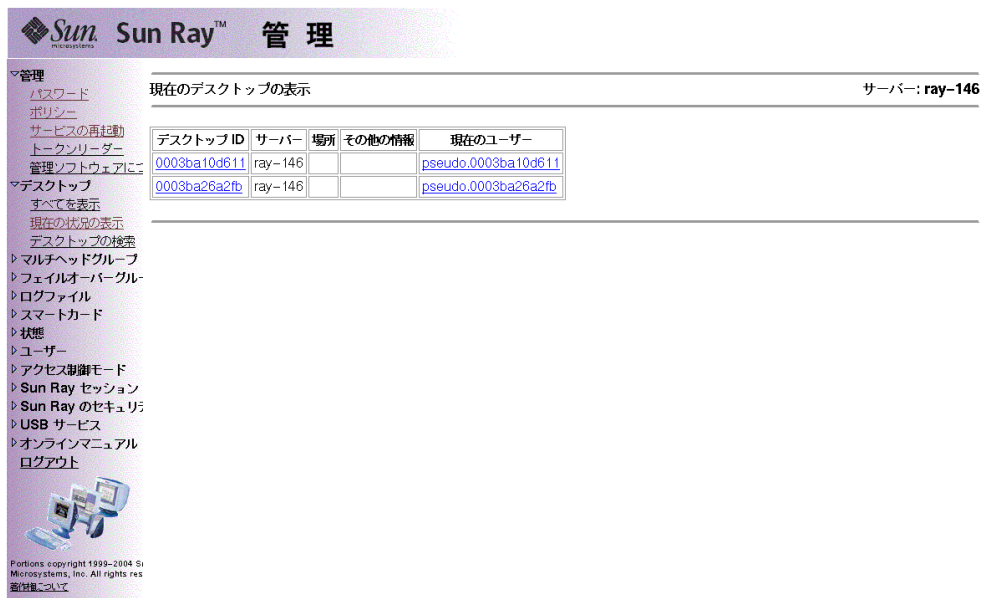 Sun microsystems Sun Ray™ 管 理
▽管理
パスワード
ポリシー
サービスの再起動
トークンリーダー
管理ソフトウェアにつ
▽デスクトップ
すべてを表示
現在の状況の表示
デスクトップの検索
▷マルチヘッドグループ
▷フェイルオーバーグルー
▷ログファイル
▷スマートカード
▷状態
▷ユーザー
▷アクセス制御モード
▷Sun Ray セッション
▷Sun Ray のセキュリテ
▷USB サービス
▷オンラインマニュアル
ログアウト
Portions copyright 1999-2004 S
Microsystems, Inc. All rights res
著作権について
現在のデスクトップの表示 サーバー: ray-146
デスクトップ ID サーバー 場所 その他の情報 現在のユーザー
0003ba10d611 ray-146 pseudo.0003ba10d611
0003ba26a2fb ray-146 pseudo.0003ba26a2fb